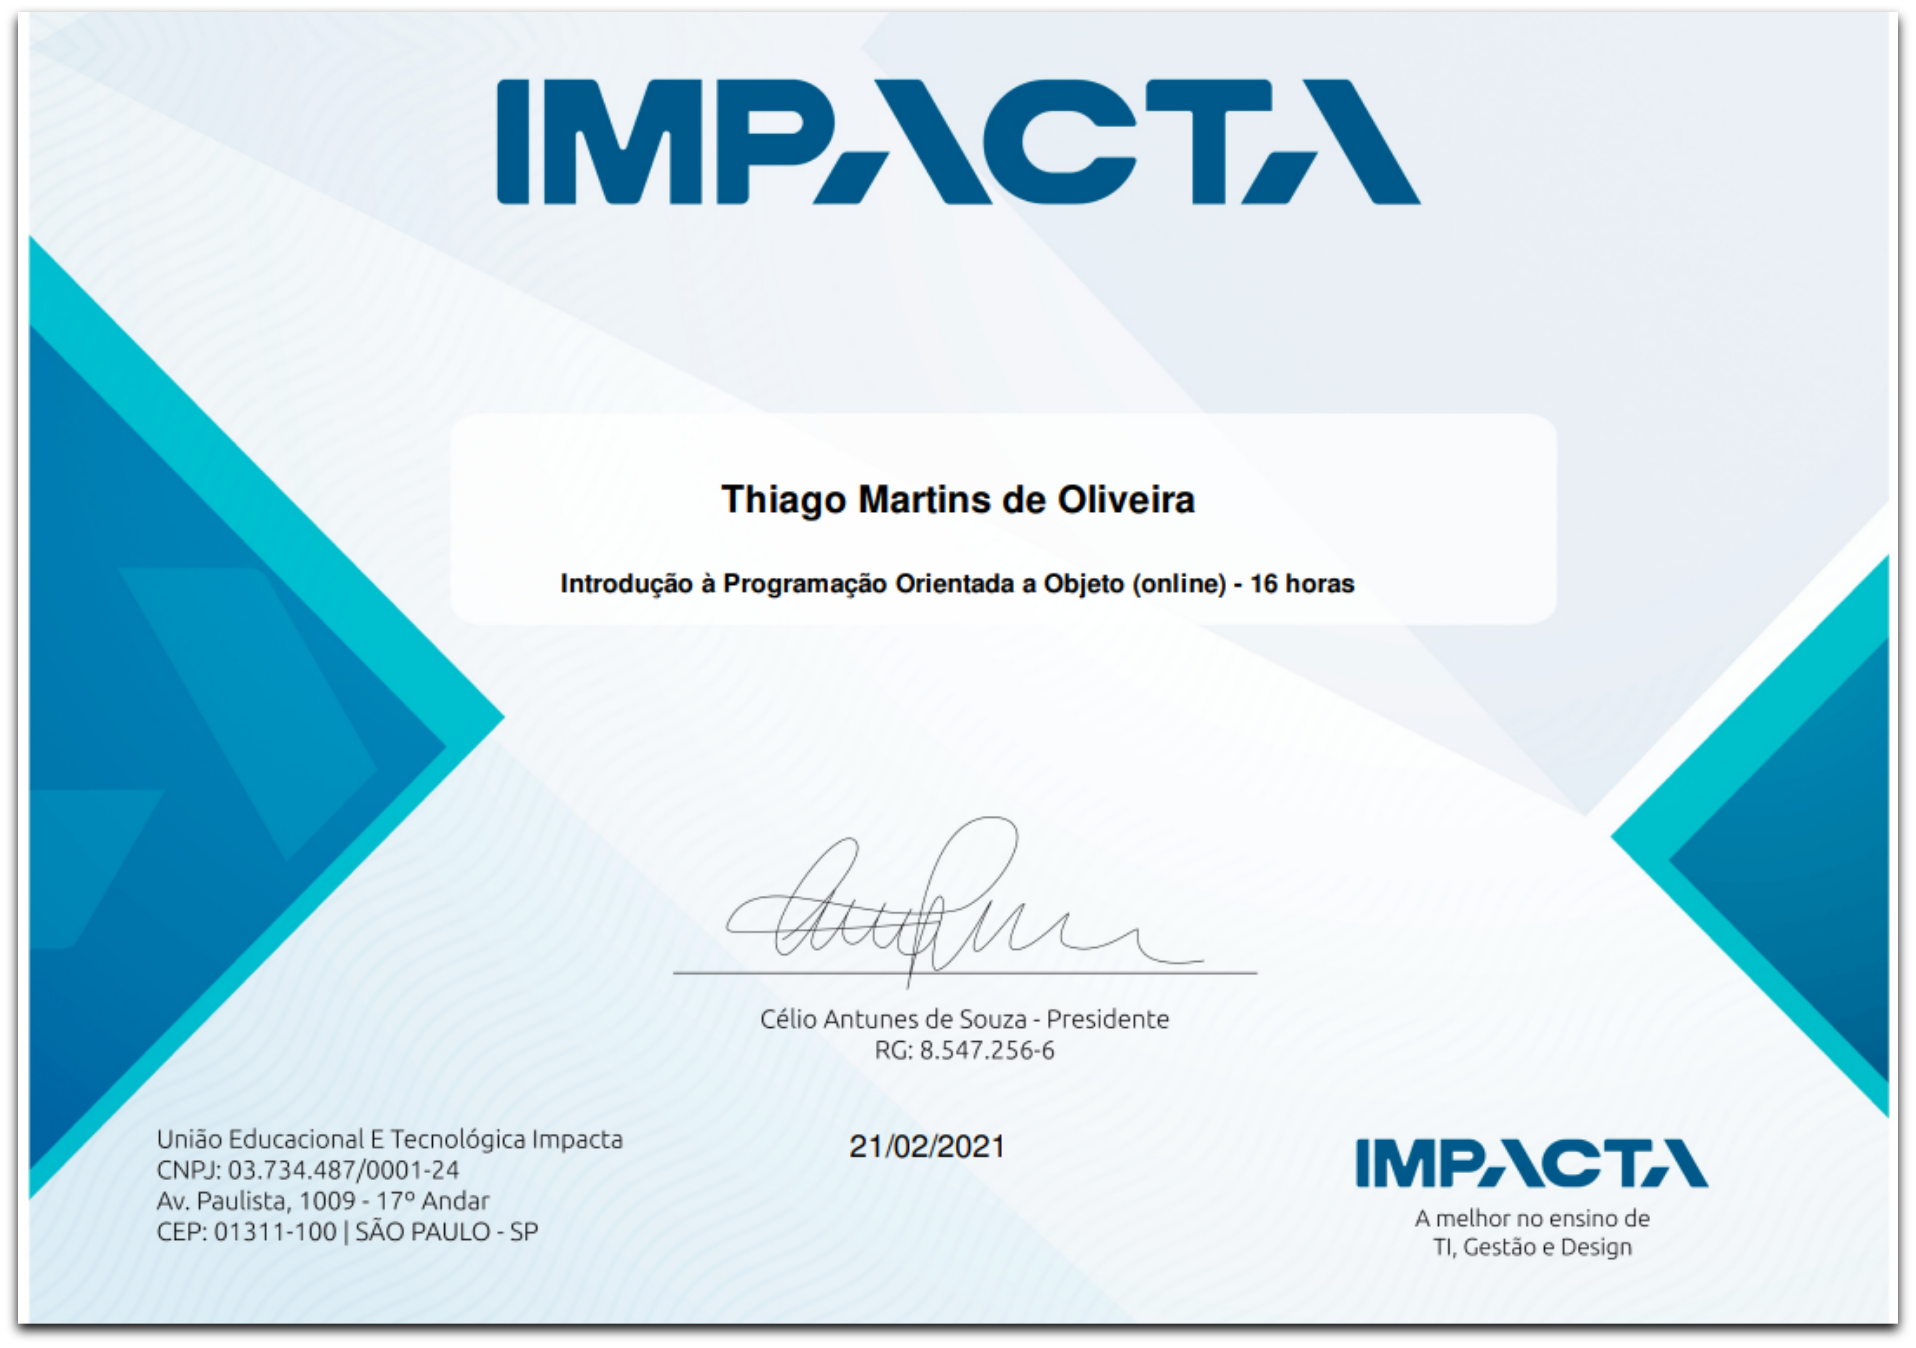 IMPACTA
Thiago Martins de Oliveira
Introdução à Programação Orientada a Objeto (online) - 16 horas
Célio Antunes de Souza - Presidente
RG: 8.547.256-6
União Educacional E Tecnológica Impacta
CNPJ: 03.734.487/0001-24
Av. Paulista, 1009 - 17º Andar
CEP: 01311-100 | SÃO PAULO - SP
21/02/2021
IMPACTA
A melhor no ensino de
TI, Gestão e Design